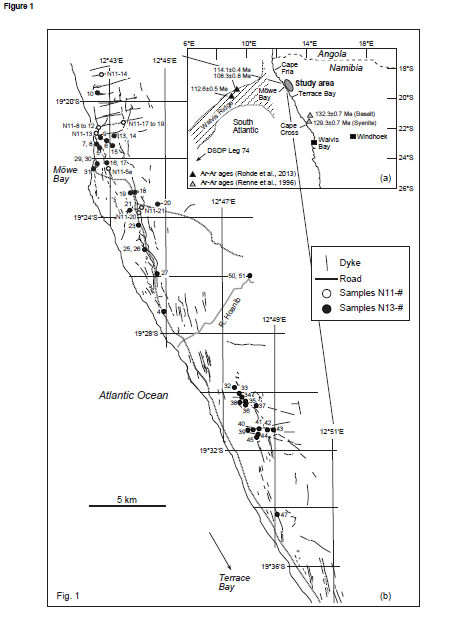 Figure 1
12°43'E
12°45'E
N11-14
10
19°20'S
N11-8 to 12
N11-17 to 19
N11-13
9
13, 14
7, 8
5
6
15
29, 30
16, 17
31
N11-5a
Möwe
Bay
19
18
21
20
N11-21
19°24'S
N11-20
23
12°47'E
25, 26
27
50, 51
4
R. Hoanib
12°49'E
19°28'S
Atlantic Ocean
32
33
34
38
35
37
36
40
41
42
39
43
44
45
12°51'E
19°32'S
5 km
47
19°36'S
Terrace
Bay
Fig. 1
(b)
6°E
10°E
14°E
18°E
Angola
Namibia
18°S
20°S
22°S
24°S
26°S
114.1±0.4 Ma
108.3±0.8 Ma
112.6±0.5 Ma
Cape
Fria
Study area
Möwe
Bay
Terrace Bay
Walvis Ridge
South
Atlantic
Cape
Cross
132.3±0.7 Ma (Basalt)
129.3±0.7 Ma (Syenite)
Walvis
Bay
Windhoek
DSDP Leg 74
Ar-Ar ages (Rohde et al., 2013)
Ar-Ar ages (Renne et al., 1996)
(a)
Dyke
Road
Samples N11-#
Samples N13-#